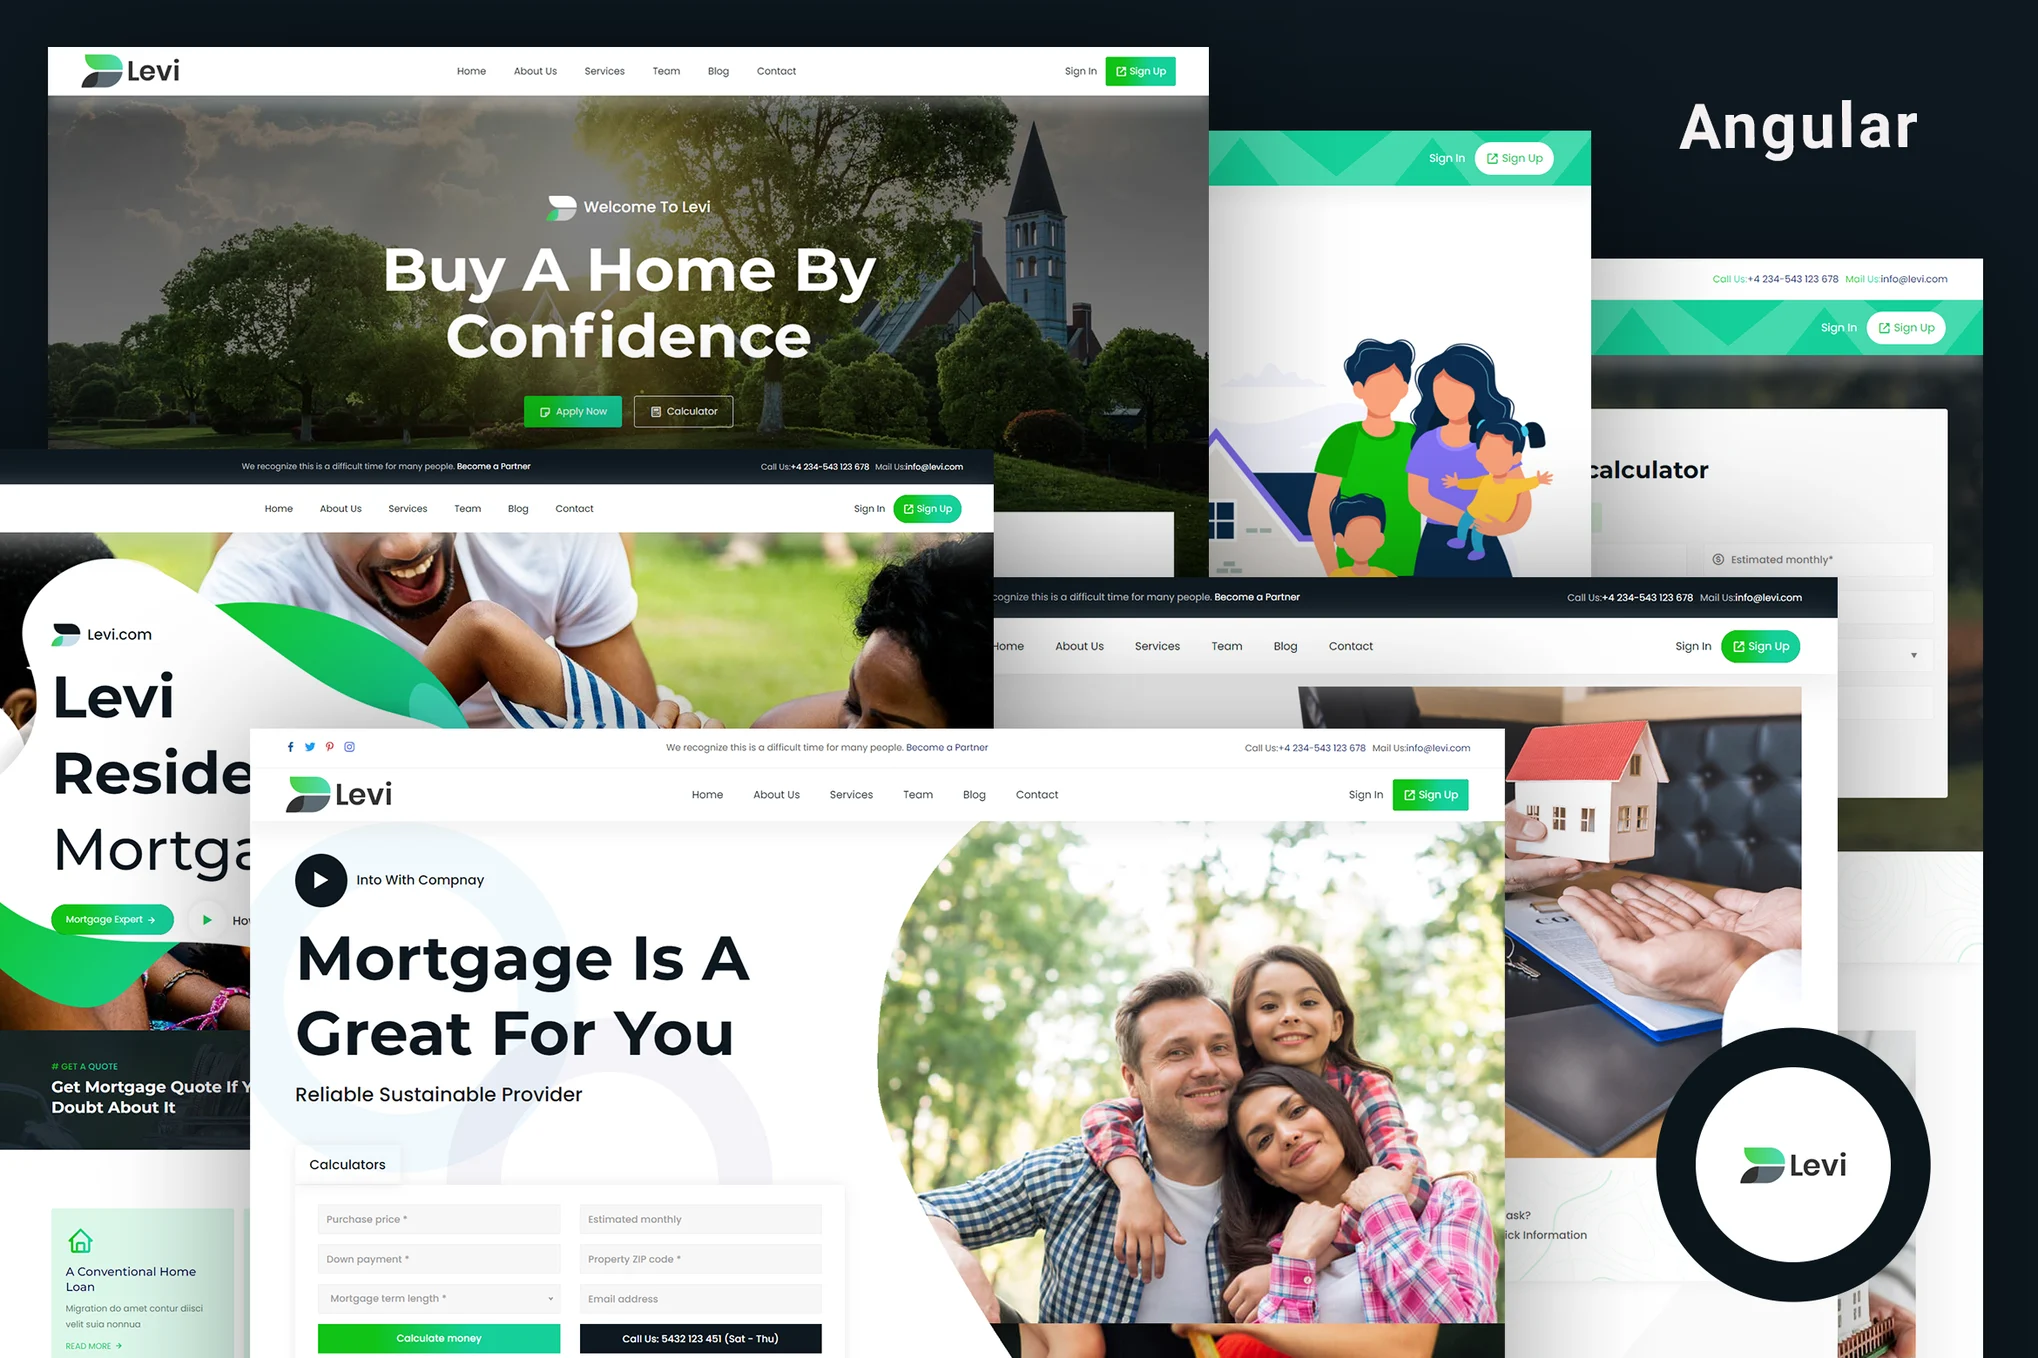 Levi
Home About Us Services Team Blog Contact
Sign In Sign Up
Angular
Welcome To Levi
Buy A Home By
Confidence
Apply Now Calculator
Sign In Sign Up
Call Us:+4 234-543 123 678 Mail Us:info@levi.com
Sign In Sign Up
calculator
Estimated monthly*
We recognize this is a difficult time for many people. Become a Partner
Call Us:+4 234-543 123 678 Mail Us:info@levi.com
Home About Us Services Team Blog Contact
Sign In Sign Up
Levi.com
Levi
Reside
Mortga
Mortgage Expert
# GET A QUOTE
Get Mortgage Quote If Y
Doubt About It
A Conventional Home
Loan
Migration do amet contur diisci
velit suia nonnua
READ MORE
cognize this is a difficult time for many people. Become a Partner
Call Us:+4 234-543 123 678 Mail Us:info@levi.com
Home About Us Services Team Blog Contact
Sign In Sign Up
ask?
ick Information
We recognize this is a difficult time for many people. Become a Partner
Call Us:+4 234-543 123 678 Mail Us:info@levi.com
Levi
Home About Us Services Team Blog Contact
Sign In Sign Up
Into With Compnay
Mortgage Is A
Great For You
Reliable Sustainable Provider
Calculators
Purchase price * Estimated monthly
Down payment * Property ZIP code *
Mortgage term length * Email address
Calculate money Call Us: 5432 123 451 (Sat - Thu)
Levi